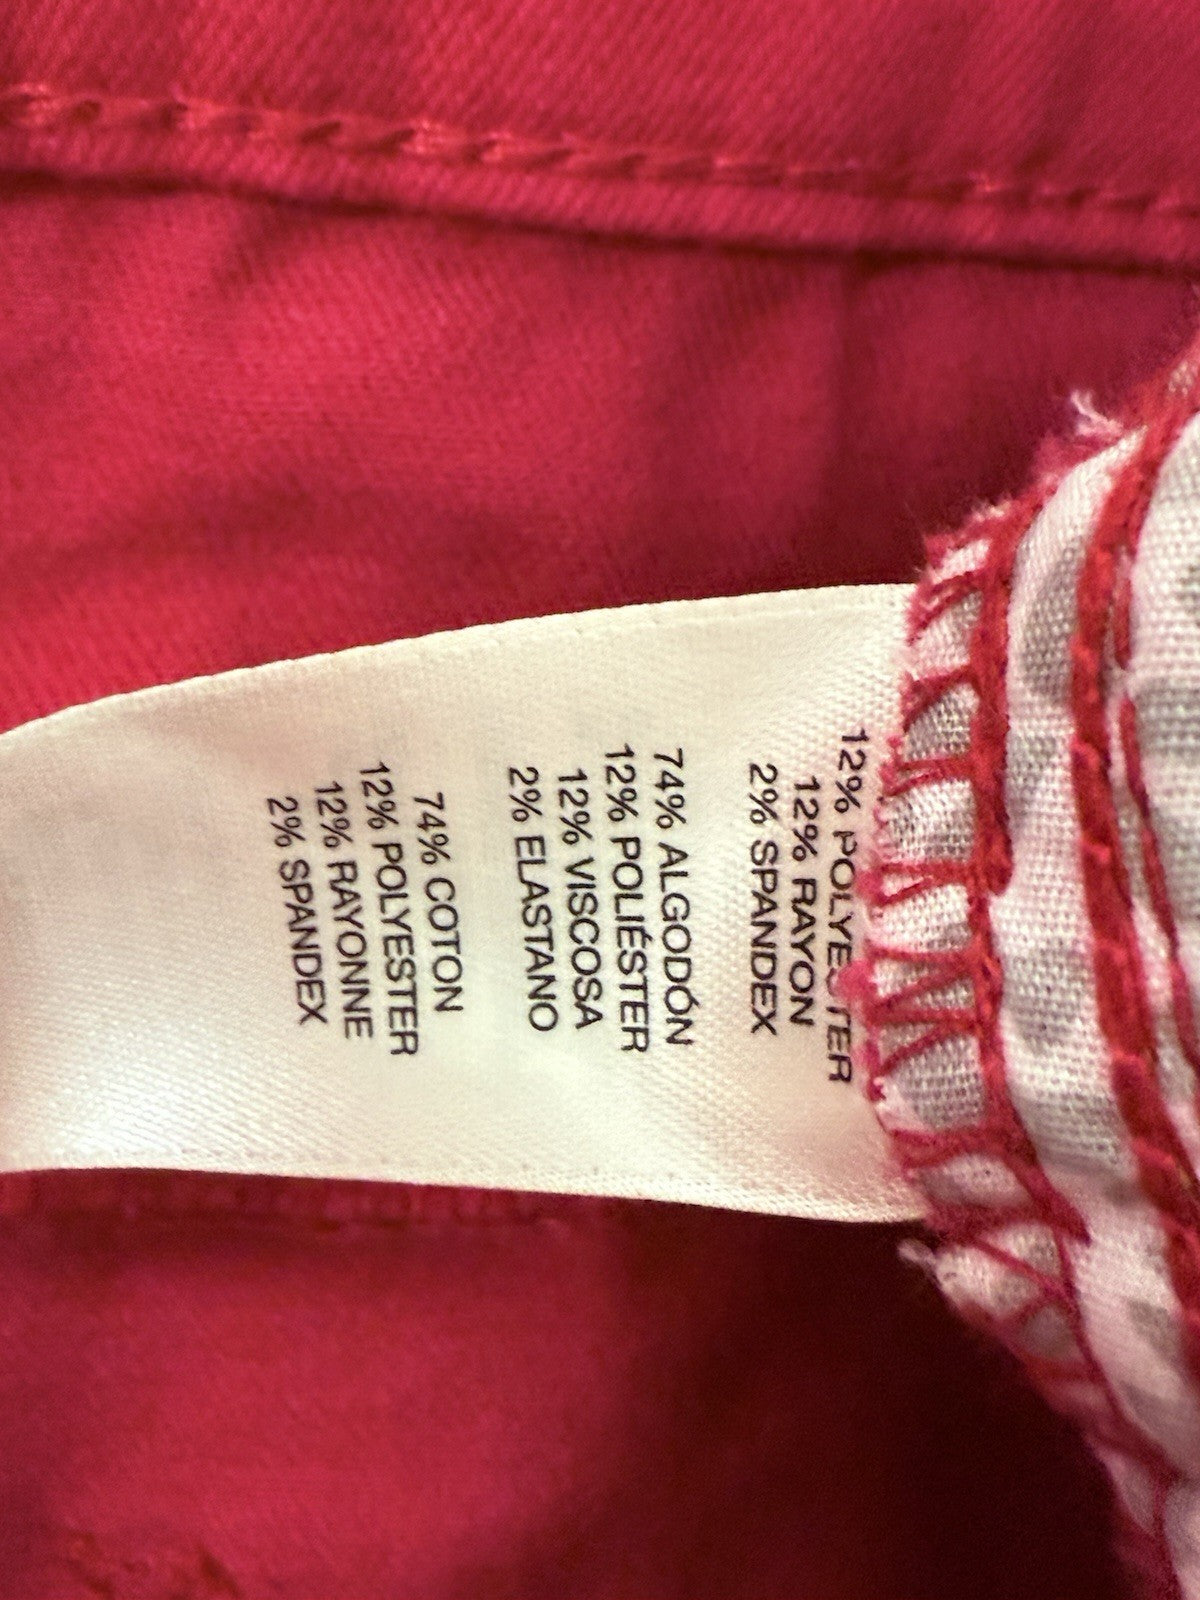 12% POLYESTER
12% RAYON
2% SPANDEX
74% ALGODÓN
12% POLIÉSTER
12% VISCOSA
2% ELASTANO
74% COTON
12% POLYESTER
12% RAYONNE
2% SPANDEX